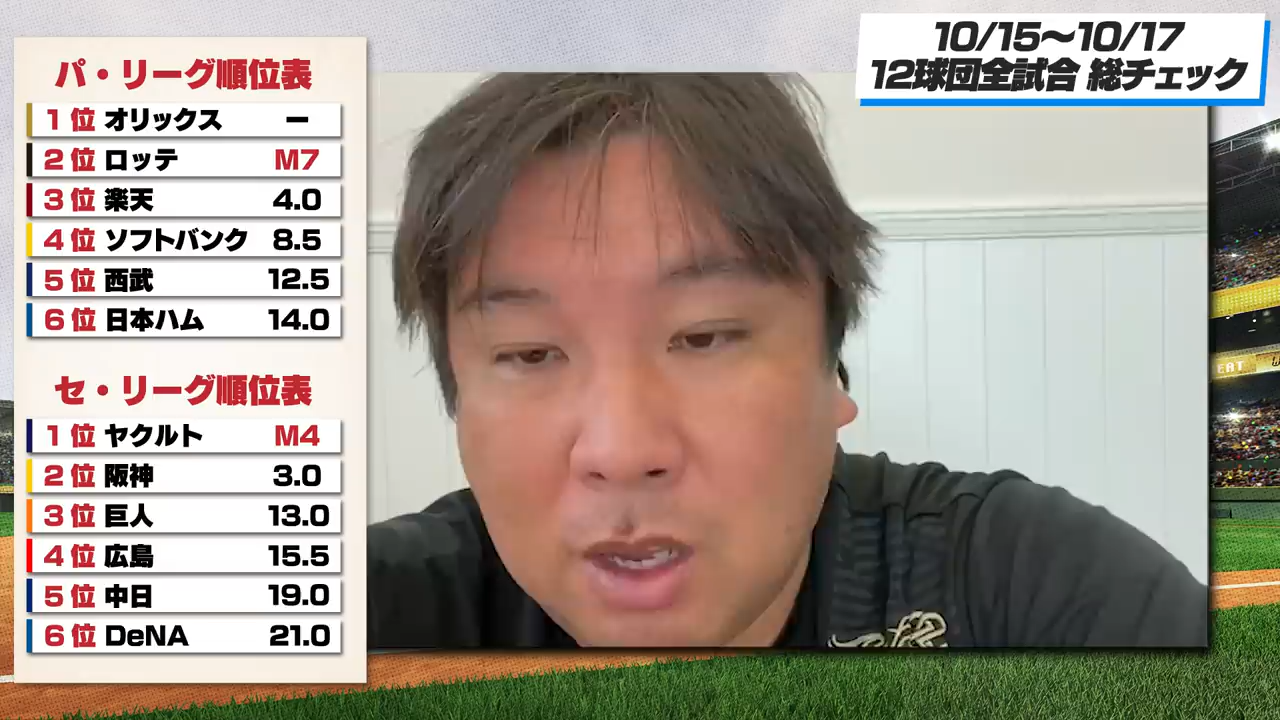 10/15～10/17
12球団全試合 総チェック
パ・リーグ順位表
1位 オリックス ー
2位 ロッテ M7
3位 楽天 4.0
4位 ソフトバンク 8.5
5位 西武 12.5
6位 日本ハム 14.0
セ・リーグ順位表
1位 ヤクルト M4
2位 阪神 3.0
3位 巨人 13.0
4位 広島 15.5
5位 中日 19.0
6位 DeNA 21.0